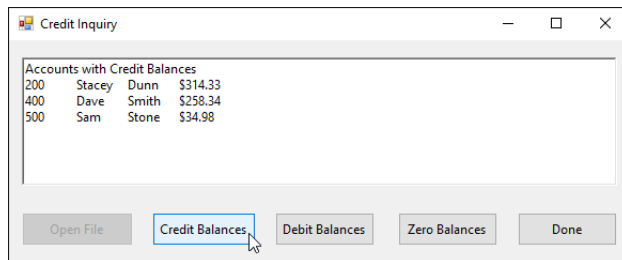 Credit Inquiry
Accounts with Credit Balances
200 Stacey Dunn $314.33
400 Dave Smith $258.34
500 Sam Stone $34.98
Open File Credit Balances Debit Balances Zero Balances Done